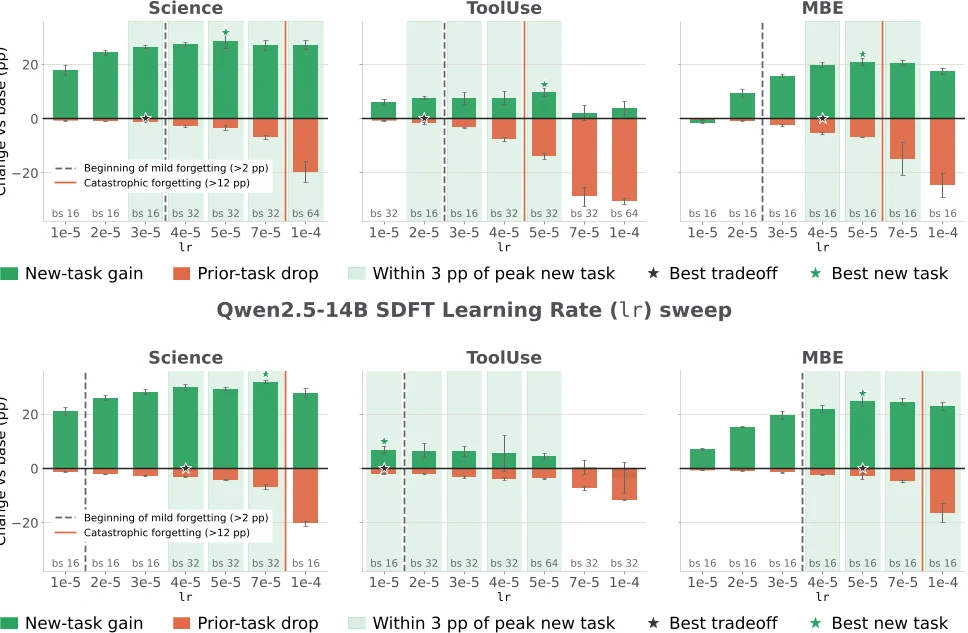 Science
ToolUse
MBE
Change vs base (pp)
20
0
−20
Beginning of mild forgetting (>2 pp)
Catastrophic forgetting (>12 pp)
bs 16 bs 16 bs 16 bs 32 bs 32 bs 32 bs 64
bs 32 bs 16 bs 32 bs 32 bs 32 bs 32 bs 64
bs 16 bs 16 bs 16 bs 16 bs 16 bs 16 bs 16
1e-5 2e-5 3e-5 4e-5 5e-5 7e-5 1e-4
1e-5 2e-5 3e-5 4e-5 5e-5 7e-5 1e-4
1e-5 2e-5 3e-5 4e-5 5e-5 7e-5 1e-4
lr
lr
lr
New-task gain Prior-task drop Within 3 pp of peak new task Best tradeoff Best new task
Qwen2.5-14B SDFT Learning Rate (lr) sweep
Science
ToolUse
MBE
Change vs base (pp)
20
0
−20
Beginning of mild forgetting (>2 pp)
Catastrophic forgetting (>12 pp)
bs 16 bs 16 bs 16 bs 32 bs 32 bs 32 bs 16
bs 16 bs 32 bs 32 bs 32 bs 64 bs 32 bs 32
bs 16 bs 16 bs 16 bs 16 bs 16 bs 16 bs 16
1e-5 2e-5 3e-5 4e-5 5e-5 7e-5 1e-4
1e-5 2e-5 3e-5 4e-5 5e-5 7e-5 1e-4
1e-5 2e-5 3e-5 4e-5 5e-5 7e-5 1e-4
lr
lr
lr
New-task gain Prior-task drop Within 3 pp of peak new task Best tradeoff Best new task